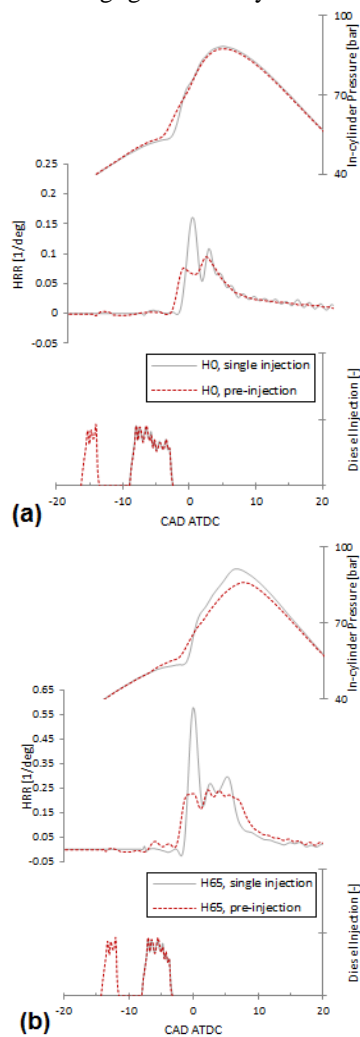 100
70
40
In-cylinder Pressure [bar]
0.25
0.2
0.15
0.1
0.05
0
-0.05
HRR [1/deg]
H0, single injection
H0, pre-injection
Diesel Injection [-]
-20
-10
0
10
20
CAD ATDC
(a)
100
70
40
In-cylinder Pressure [bar]
0.65
0.55
0.45
0.35
0.25
0.15
0.05
-0.05
HRR [1/deg]
H65, single injection
H65, pre-injection
Diesel Injection [-]
-20
-10
0
10
20
CAD ATDC
(b)